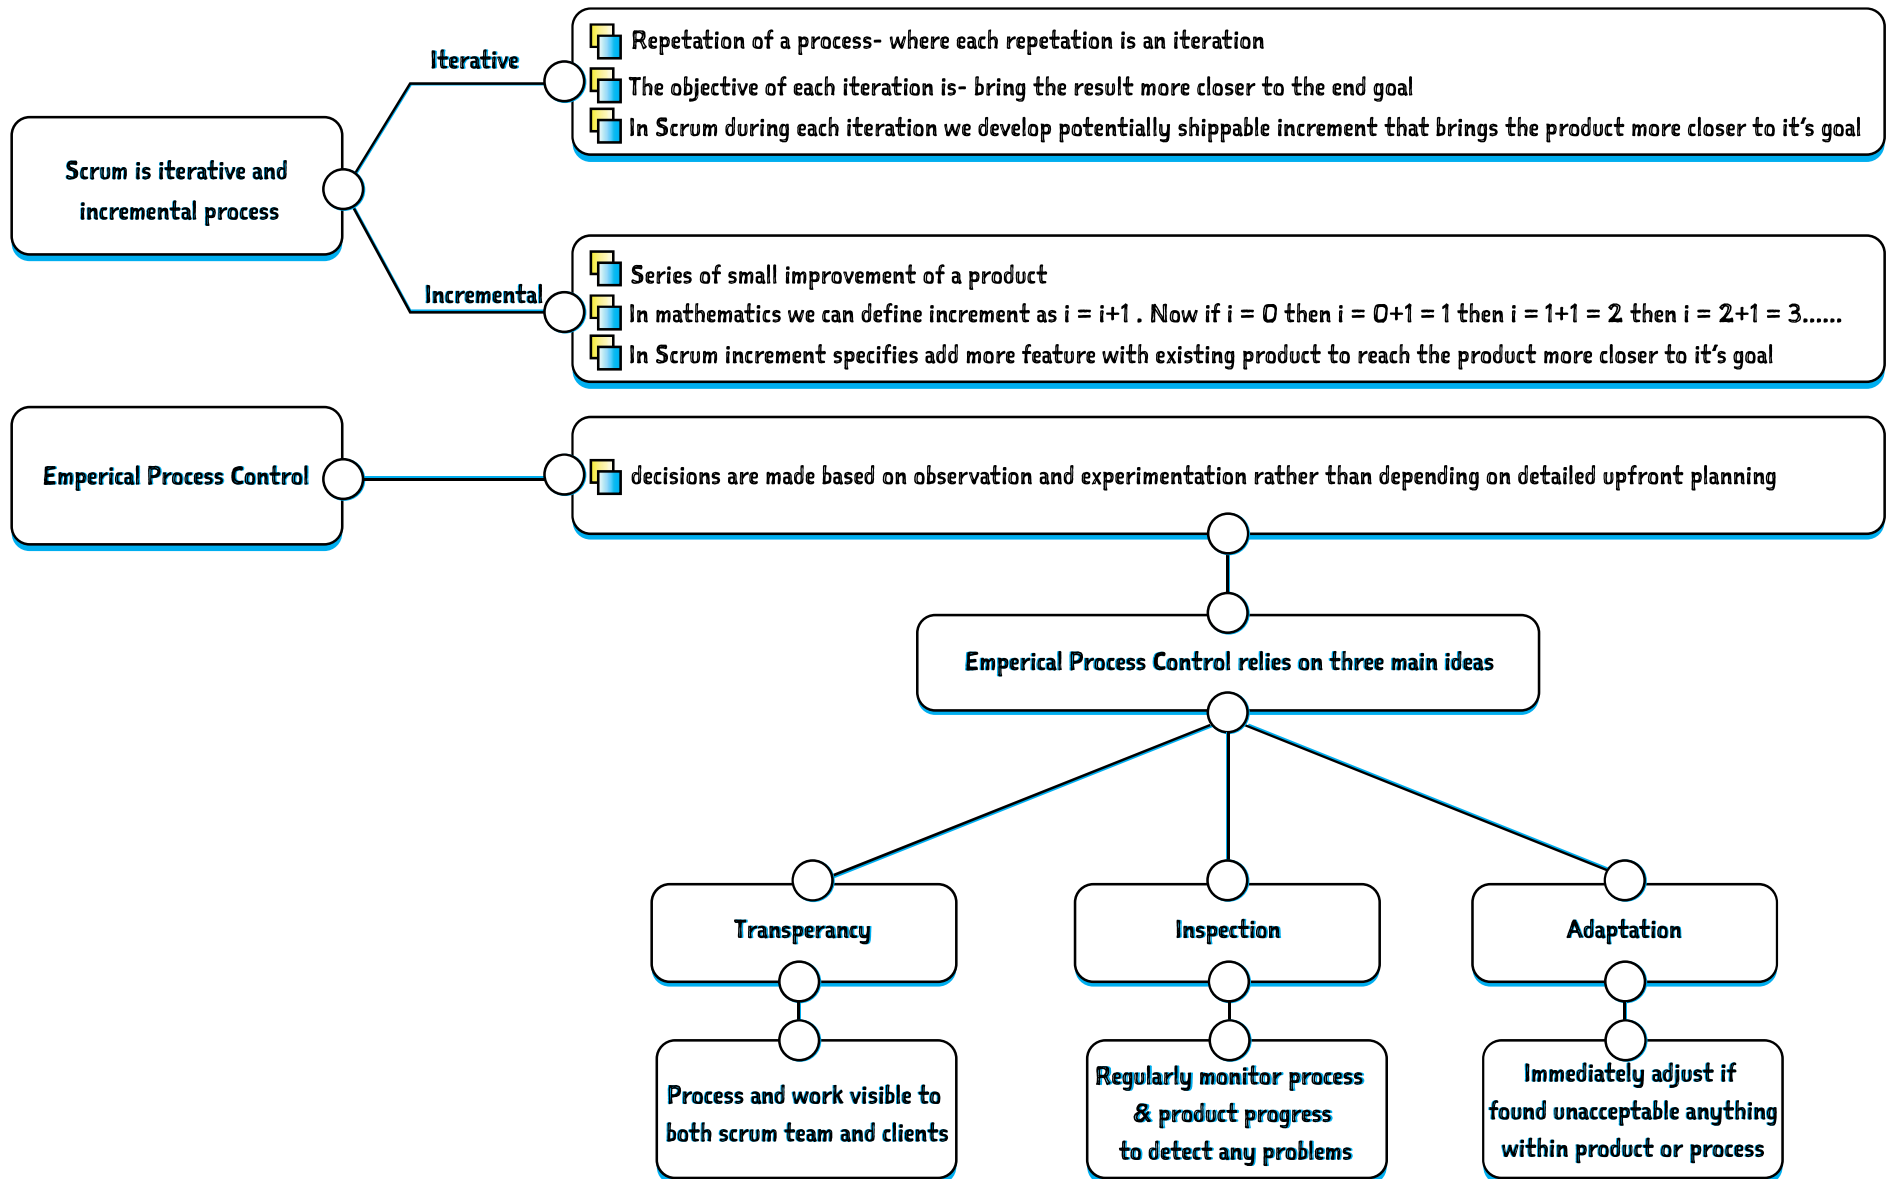 Iterative
Repetation of a process- where each repetation is an iteration
The objective of each iteration is- bring the result more closer to the end goal
In Scrum during each iteration we develop potentially shippable increment that brings the product more closer to it's goal
Scrum is iterative and
incremental process
Incremental
Series of small improvement of a product
In mathematics we can define increment as i = i+1 . Now if i = 0 then i = 0+1 = 1 then i = 1+1 = 2 then i = 2+1 = 3......
In Scrum increment specifies add more feature with existing product to reach the product more closer to it's goal
Emperical Process Control
decisions are made based on observation and experimentation rather than depending on detailed upfront planning
Emperical Process Control relies on three main ideas
Transperancy
Process and work visible to
both scrum team and clients
Inspection
Regularly monitor process
& product progress
to detect any problems
Adaptation
Immediately adjust if
found unacceptable anything
within product or process